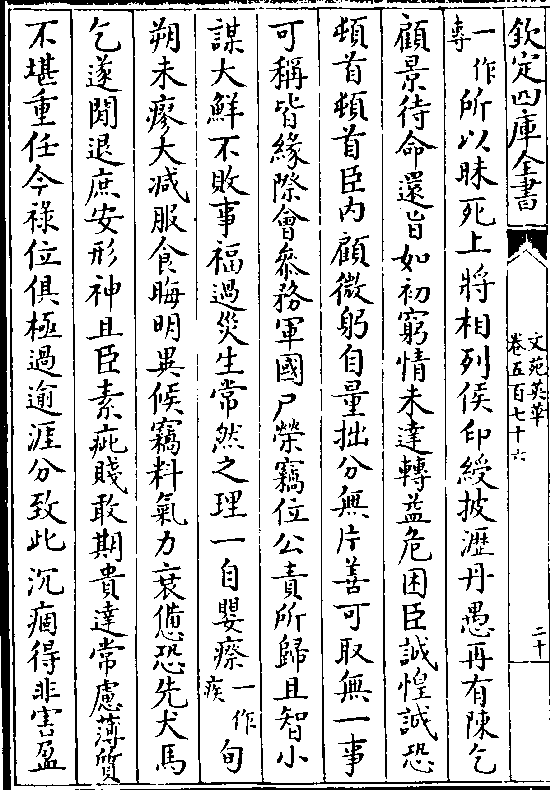 欽定四庫全書
文苑英華
卷五百七十六
二十
一作專所以昧死上將相列侯印綬披瀝丹愚再有陳乞
顧景待命還旨如初窮情未達轉益危困臣誠惶誠恐
頓首頓首臣内顧微躬自量拙分無片善可取無一事
可稱皆緣際會叅務軍國尸榮竊位公責所歸且智小
謀大鮮不敗事福過災生常然之理一自嬰瘵一作疾旬
朔未瘳大减服食晦明異候竊料氣力衰憊恐先犬馬
乞遂閒退庶安形神且臣素疵賤敢期貴達常慮薄質
不堪重任今祿位俱極過逾涯分致此沉痼得非害盈